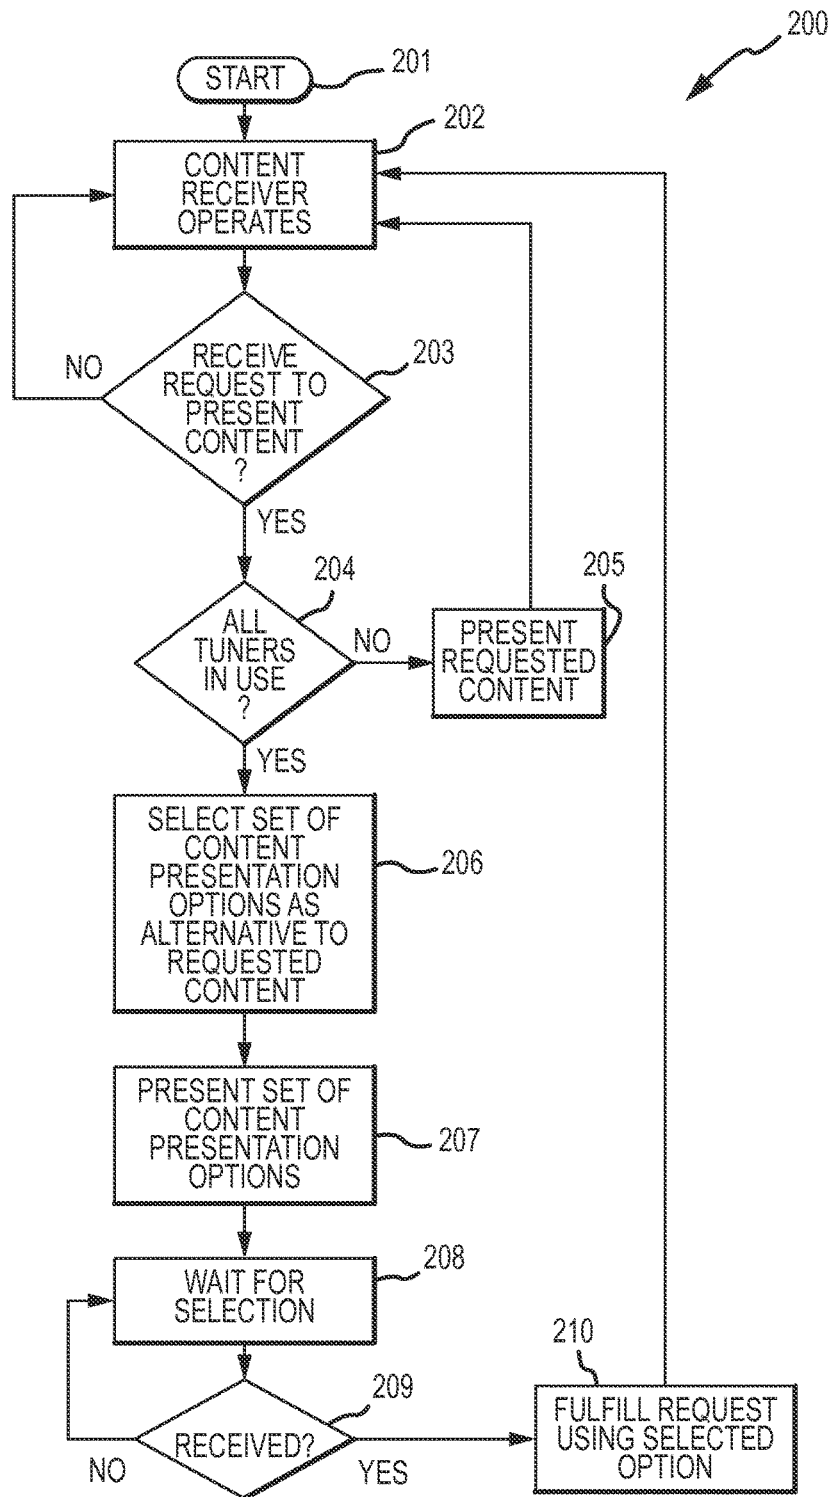 200
START
201
CONTENT
RECEIVER
OPERATES
202
RECEIVE
REQUEST TO
PRESENT
CONTENT
?
203
NO
YES
ALL
TUNERS
IN USE
?
204
NO
PRESENT
REQUESTED
CONTENT
205
YES
SELECT SET OF
CONTENT
PRESENTATION
OPTIONS AS
ALTERNATIVE TO
REQUESTED
CONTENT
206
PRESENT SET OF
CONTENT
PRESENTATION
OPTIONS
207
WAIT FOR
SELECTION
208
RECEIVED?
209
NO
YES
210
FULFILL REQUEST
USING SELECTED
OPTION